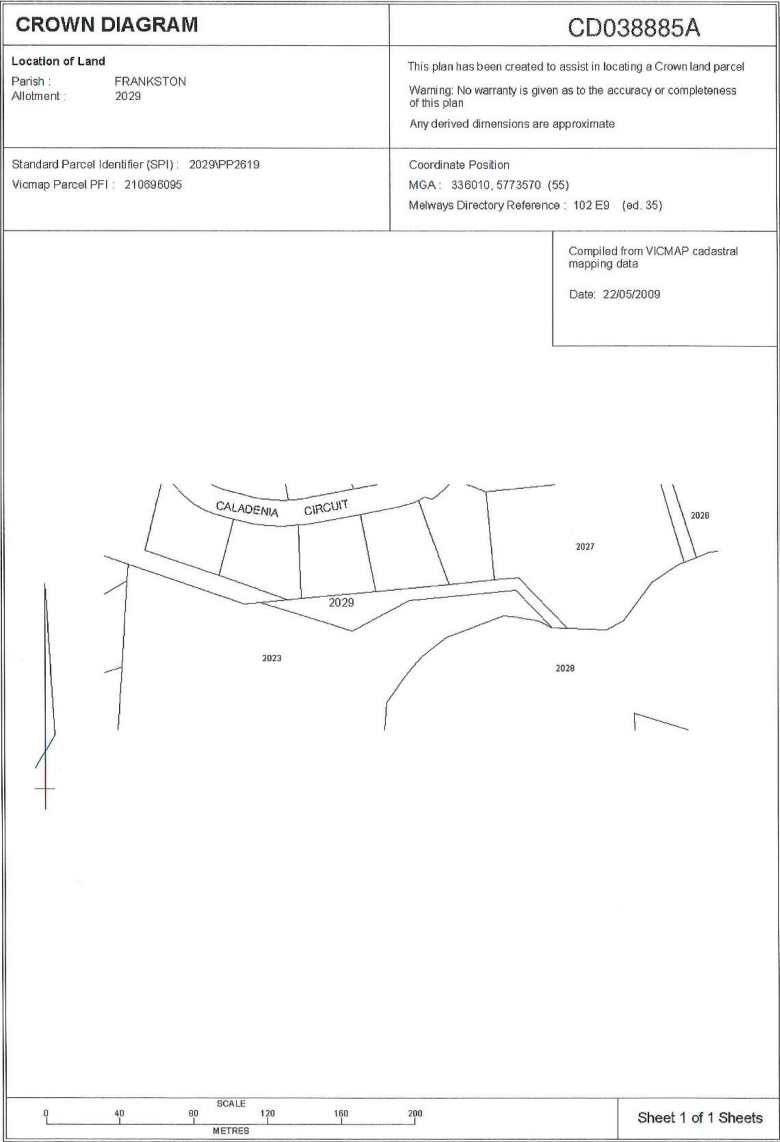 CROWN DIAGRAM
CD038885A
Location of Land
Parish : FRANKSTON
Allotment : 2029
This plan has been created to assist in locating a Crown land parcel
Warning: No warranty is given as to the accuracy or completeness
of this plan
Any derived dimensions are approximate
Standard Parcel Identifier (SPI) : 2029\PP2619
Vicmap Parcel PFI : 210696095
Coordinate Position
MGA : 336010, 5773570 (55)
Melways Directory Reference : 102 E9 (ed. 35)
Compiled from VICMAP cadastral
mapping data
Date: 22/05/2009
CALADENIA CIRCUIT
2026
2027
2029
2023
2028
SCALE
0 40 80 120 160 200
METRES
Sheet 1 of 1 Sheets